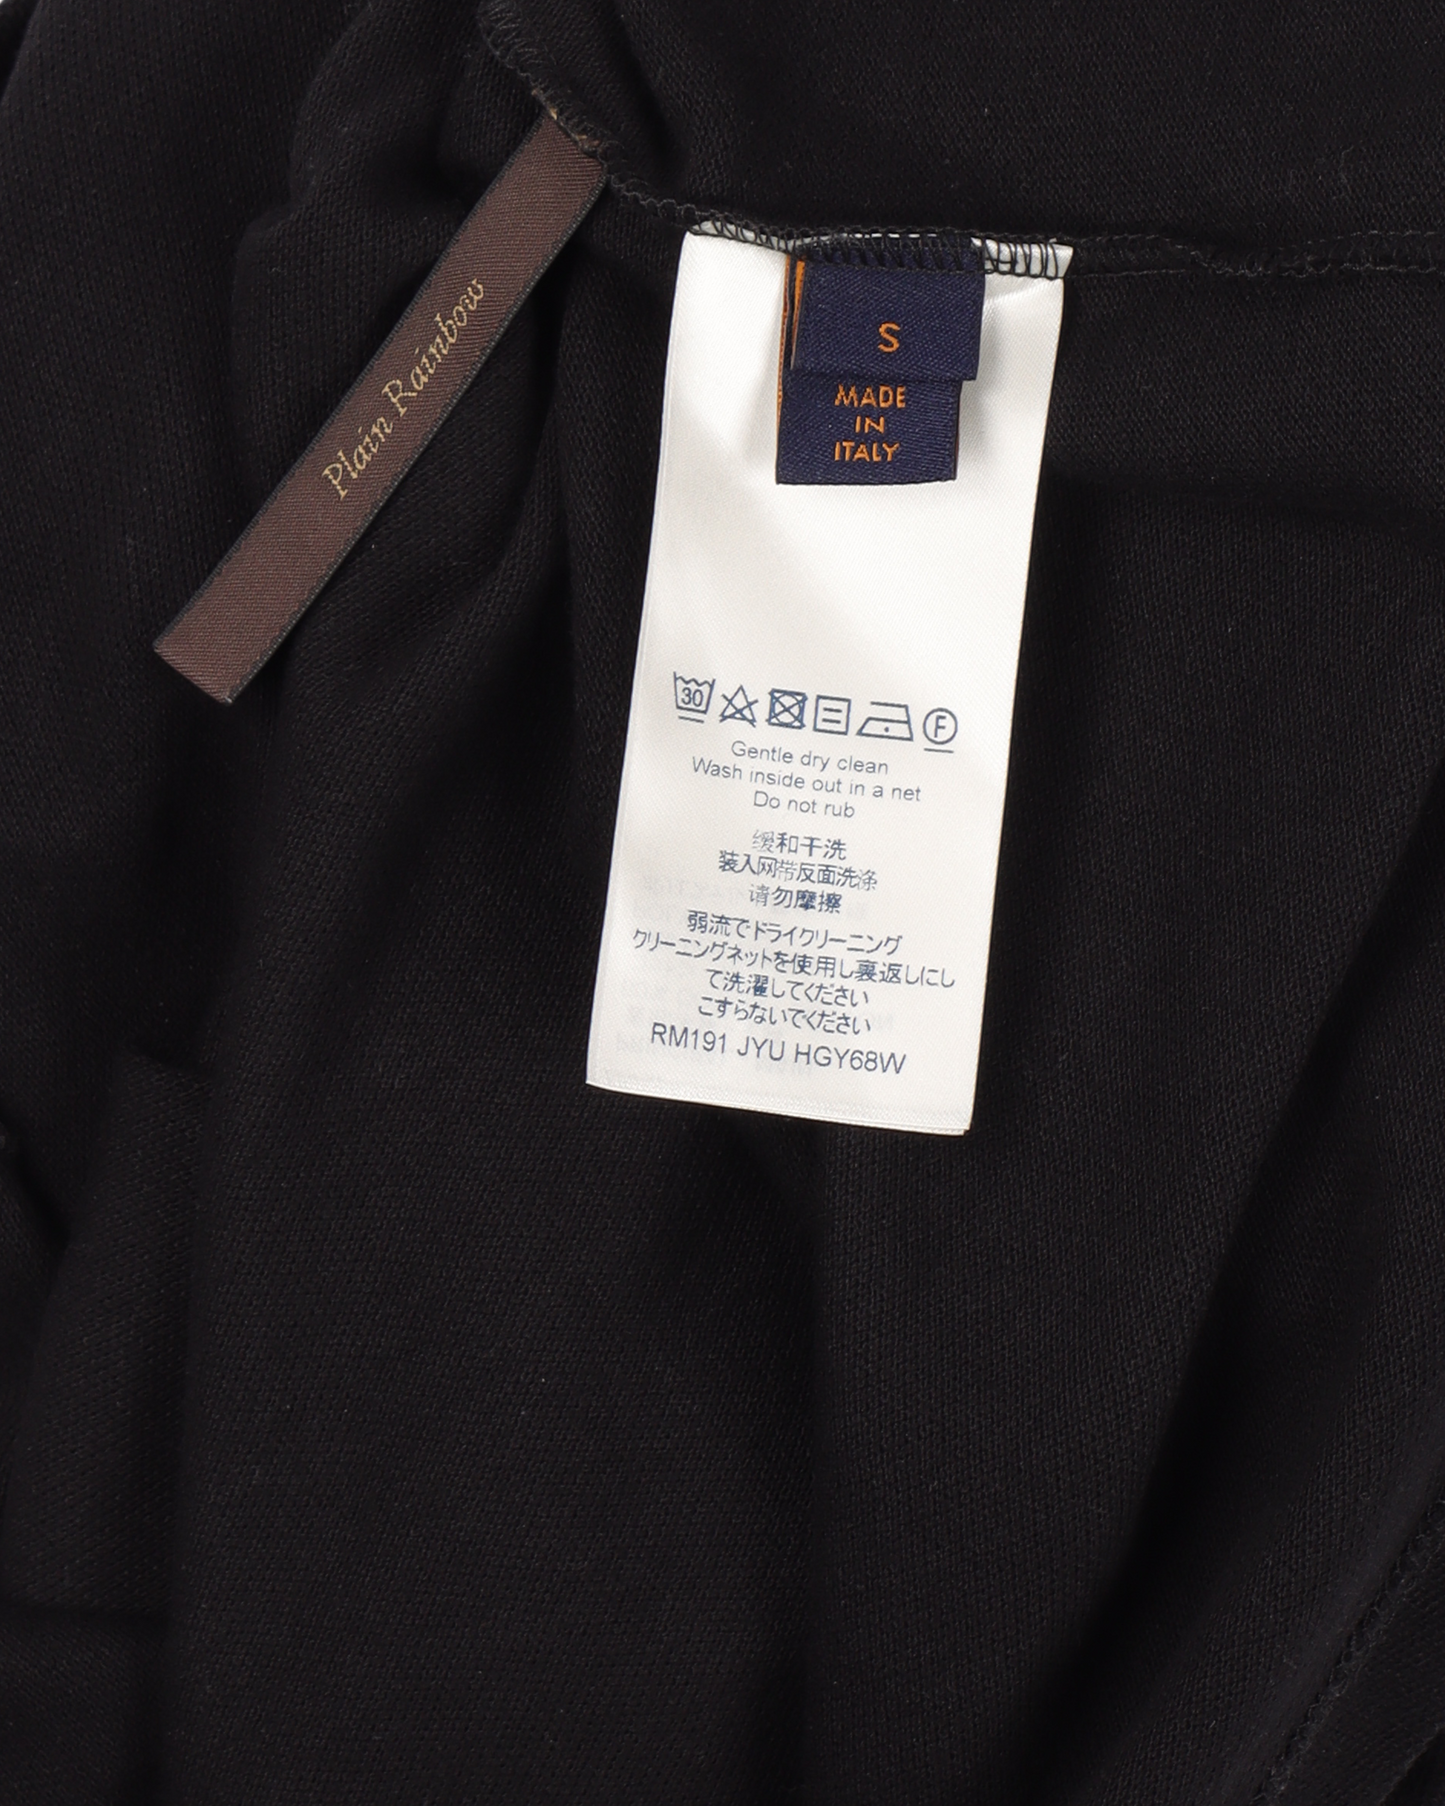 Plain Rainbow
S
MADE
IN
ITALY
30
F
Gentle dry clean
Wash inside out in a net
Do not rub
缓和干洗
装入网带反面洗涤
请勿摩擦
弱流でドライクリーニング
クリーニングネットを使用し裏返しにし
て洗濯してください
こすらないでください
RM191 JYU HGY68W